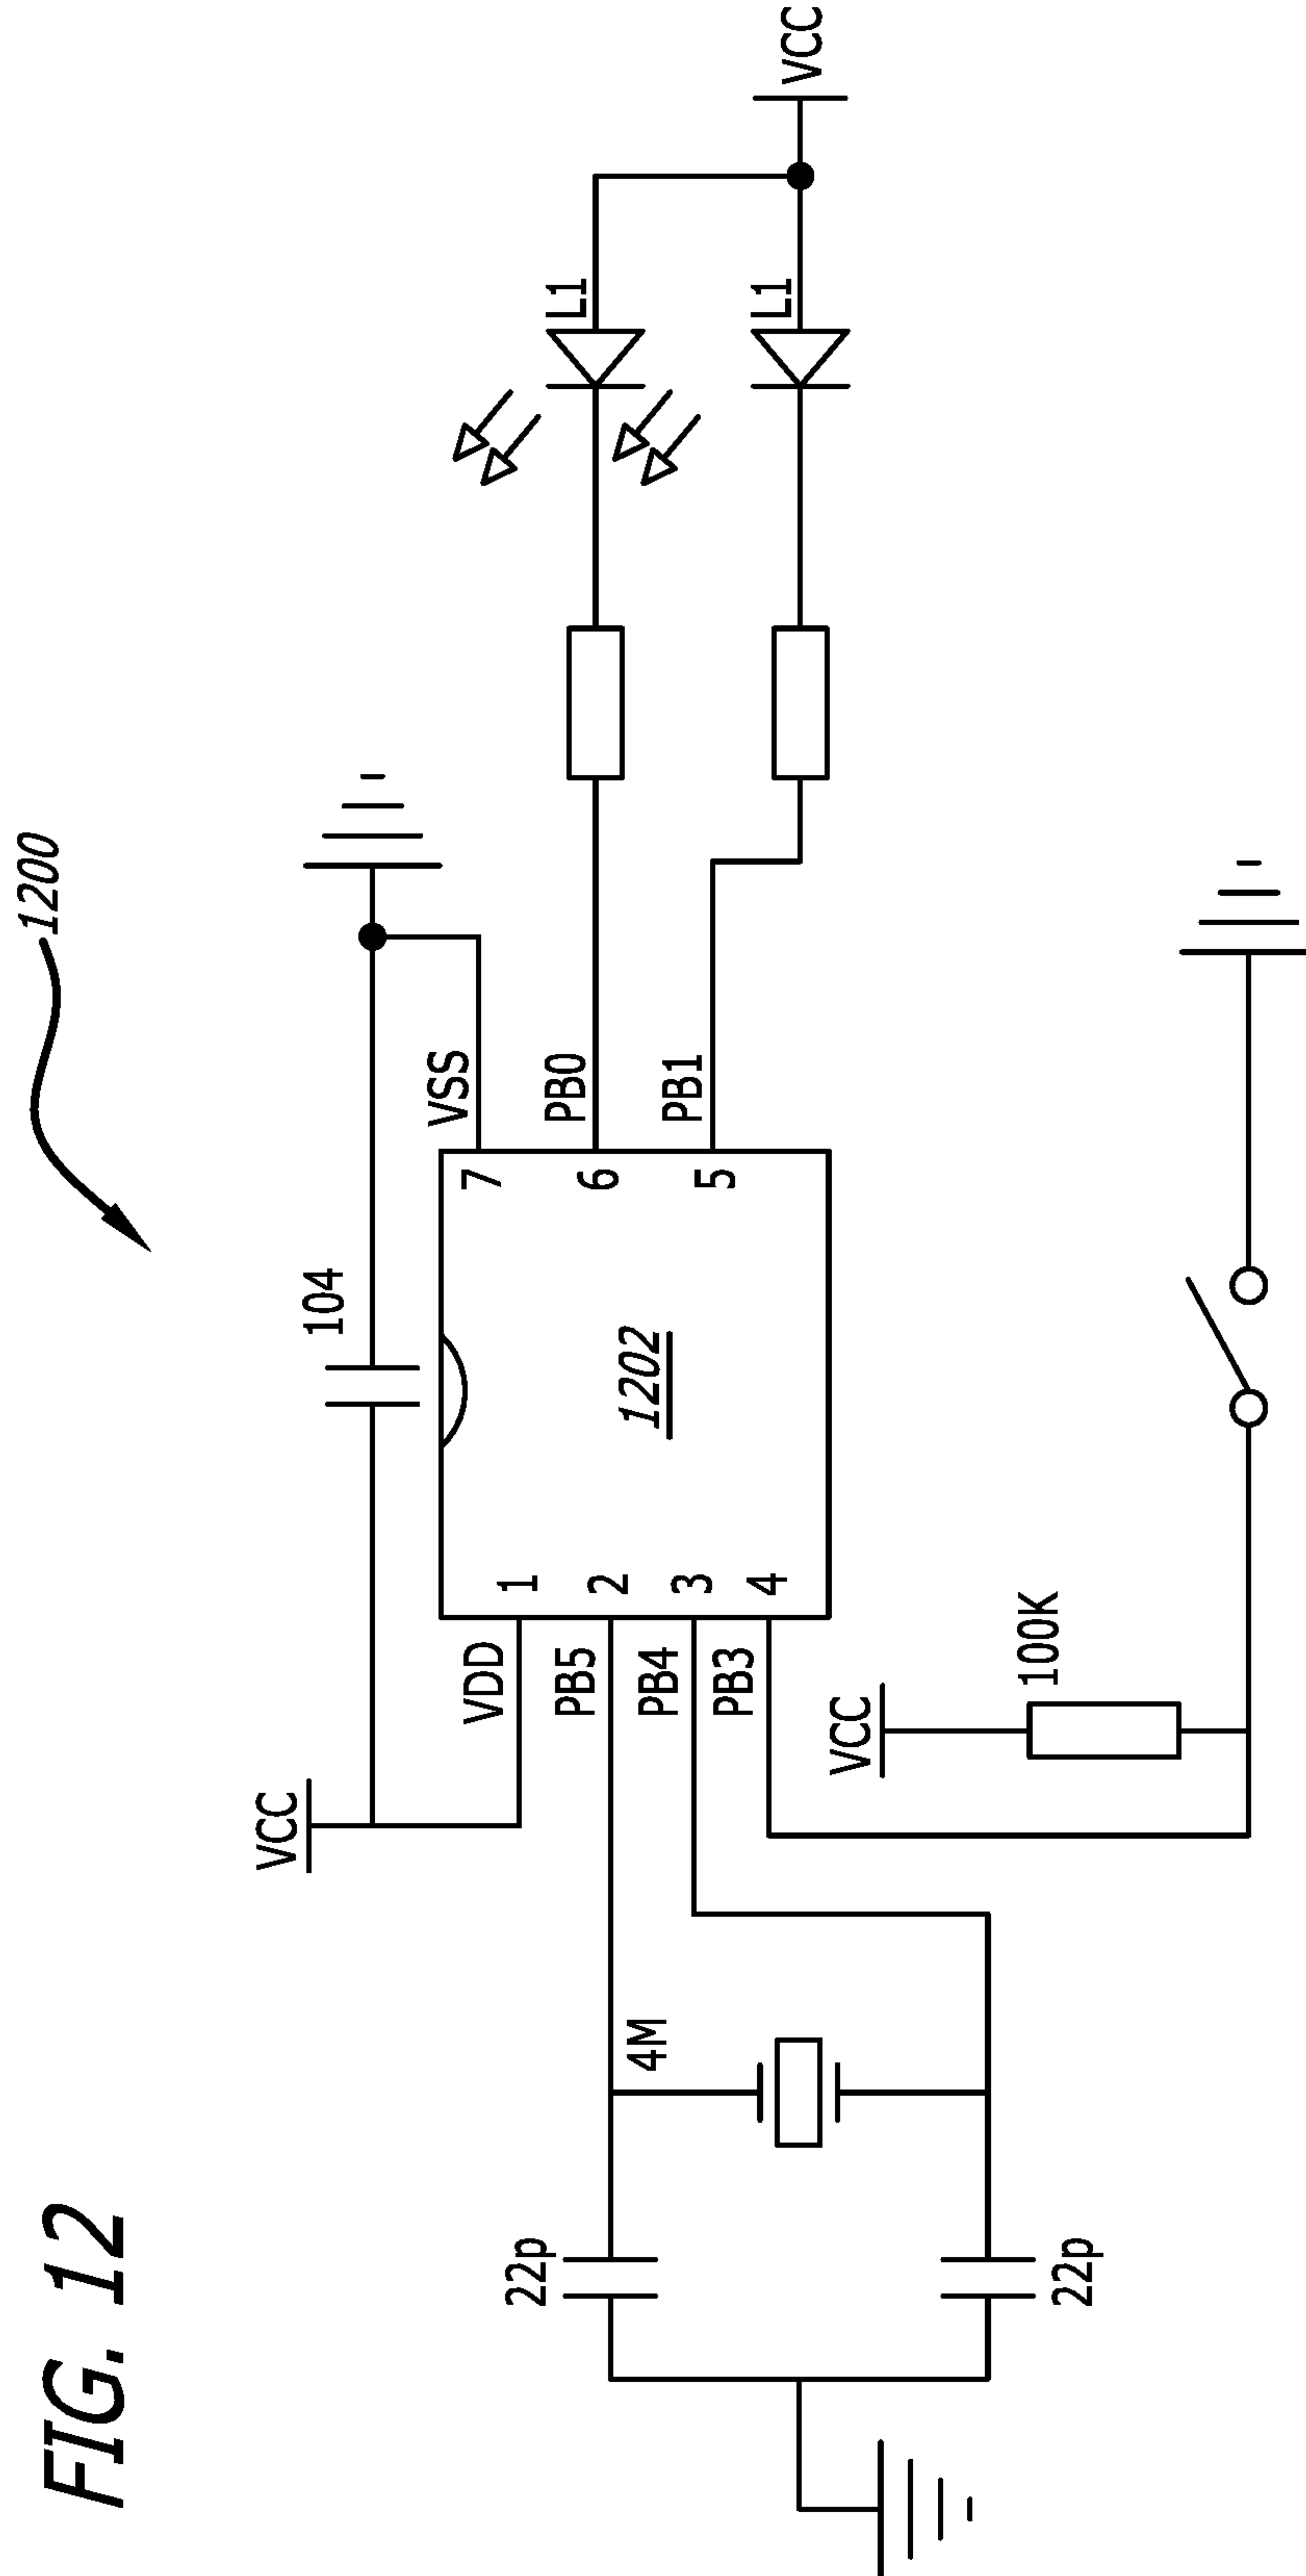 FIG. 12
1200
VCC
104
VDD
1
7
VSS
PB5
2
6
PB0
PB4
3
5
PB1
PB3
4
1202
L1
L1
VCC
22p
4M
22p
VCC
100K